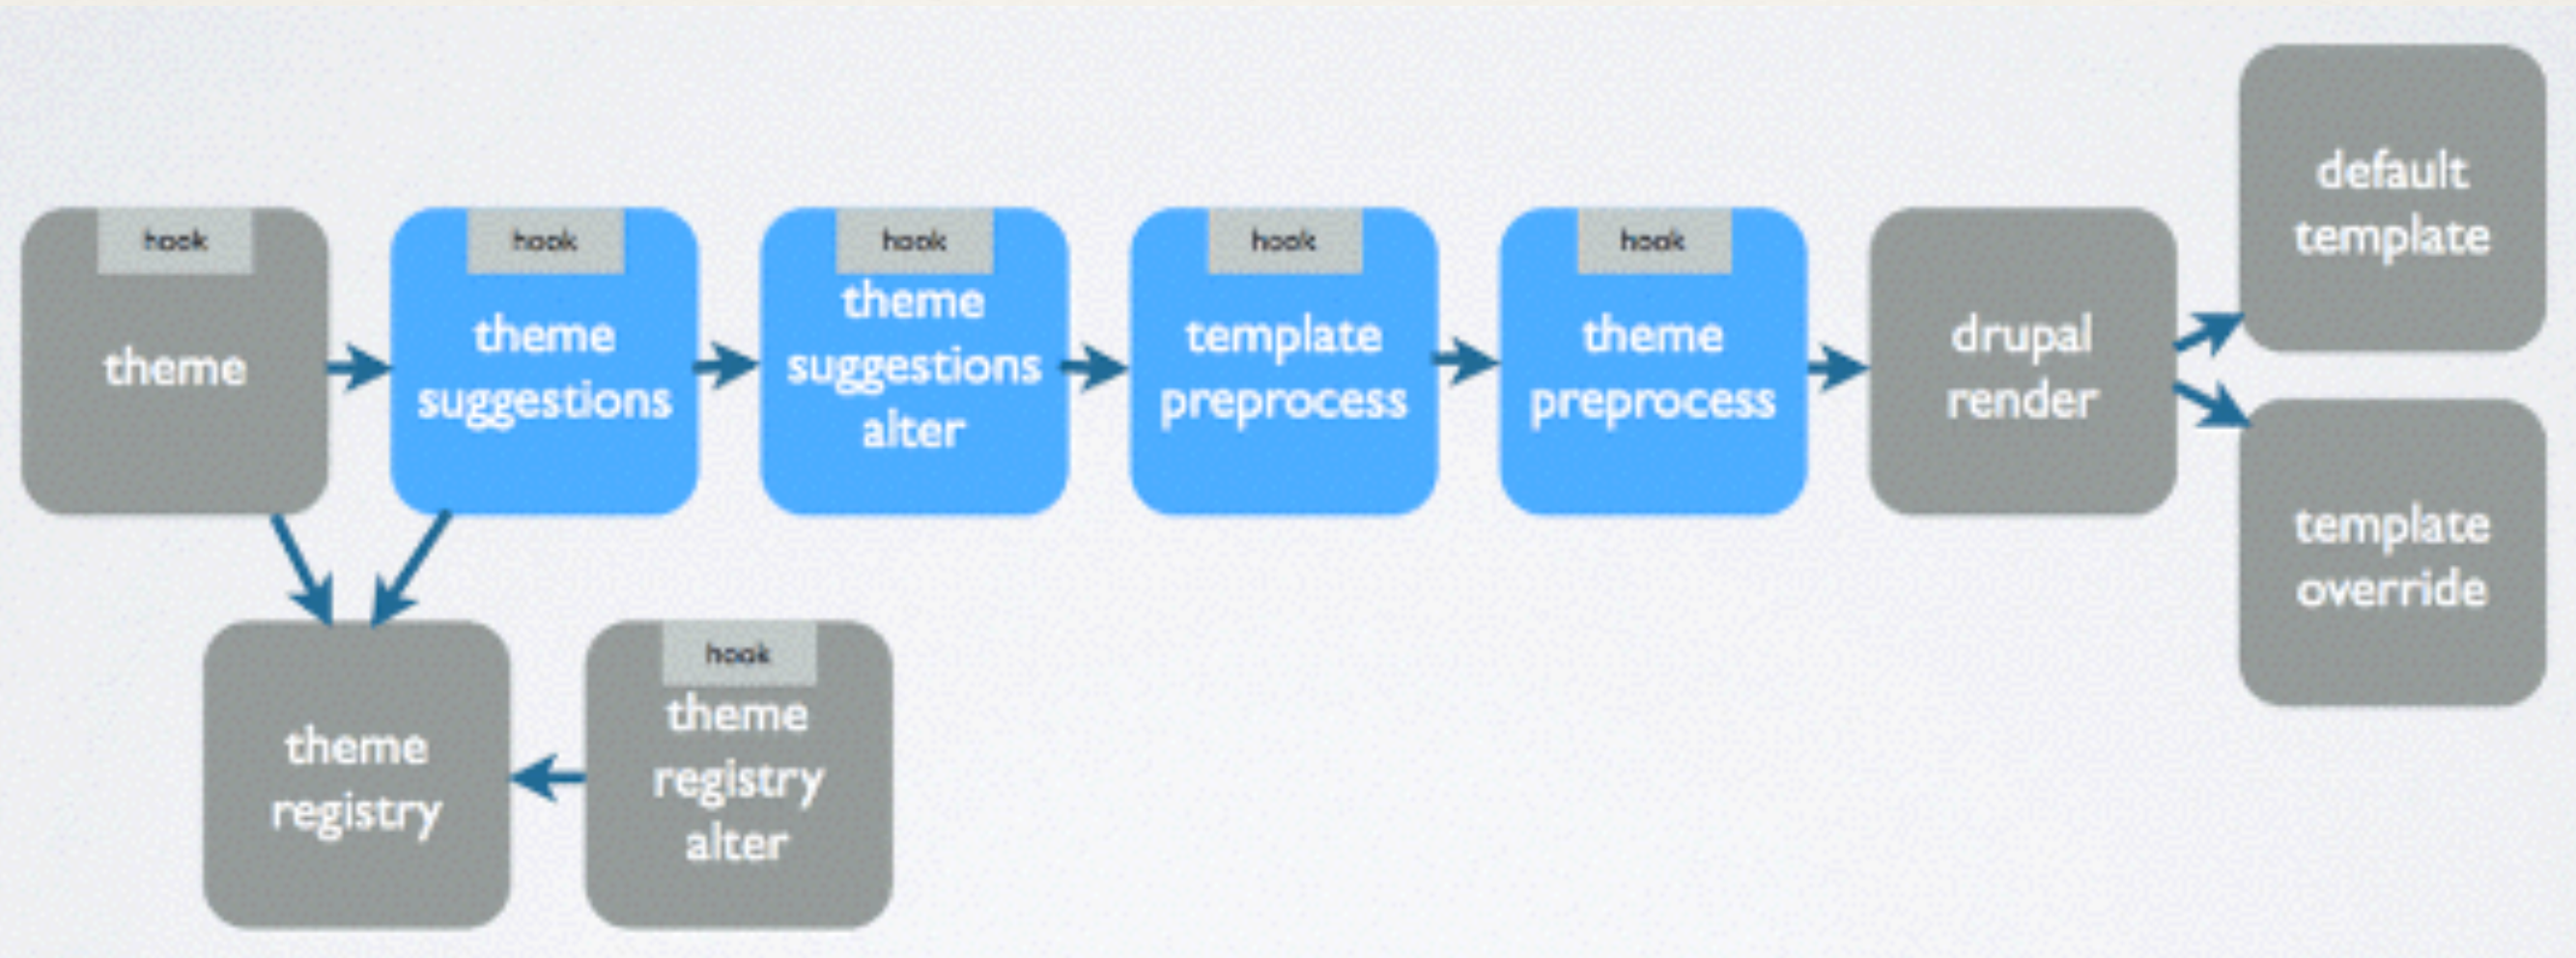 hook
theme
hook
theme
suggestions
hook
theme
suggestions
alter
hook
template
preprocess
hook
theme
preprocess
drupal
render
default
template
template
override
theme
registry
hook
theme
registry
alter